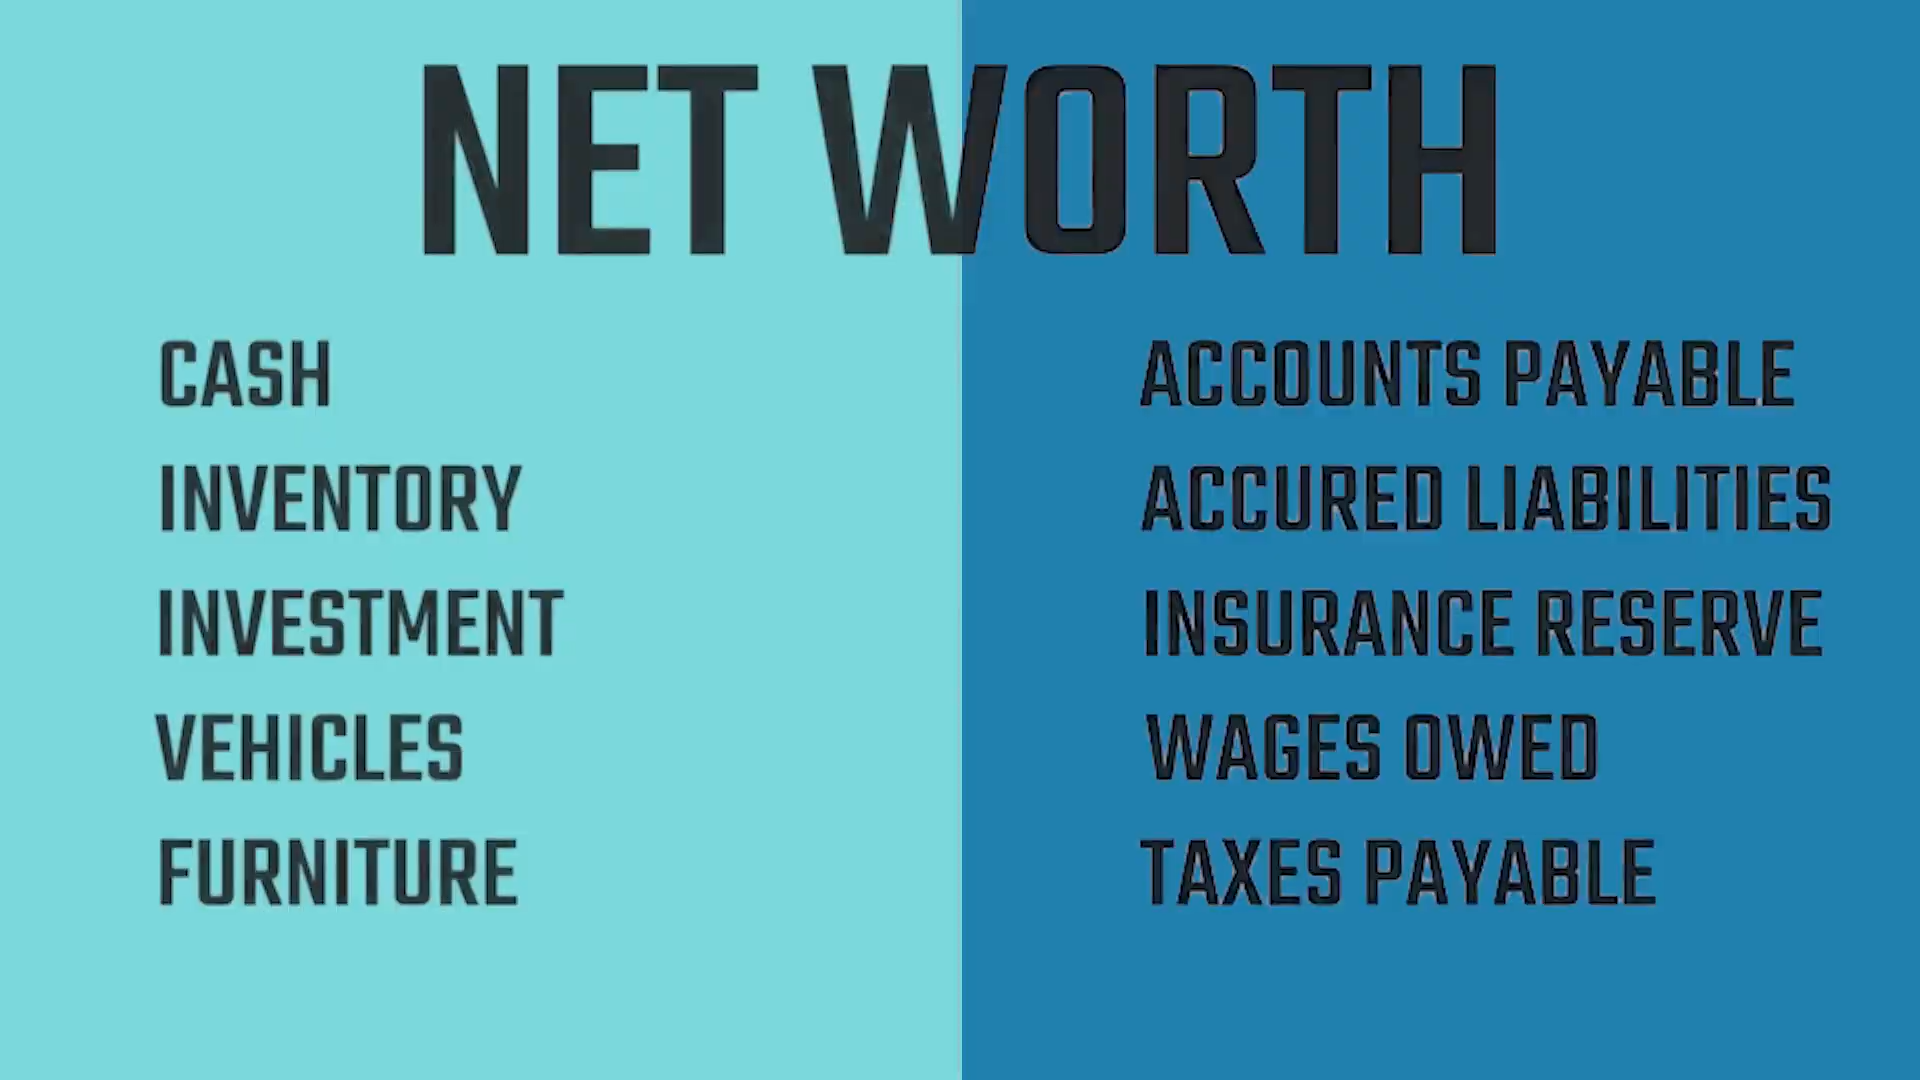 NET WORTH
CASH
INVENTORY
INVESTMENT
VEHICLES
FURNITURE
ACCOUNTS PAYABLE
ACCURED LIABILITIES
INSURANCE RESERVE
WAGES OWED
TAXES PAYABLE